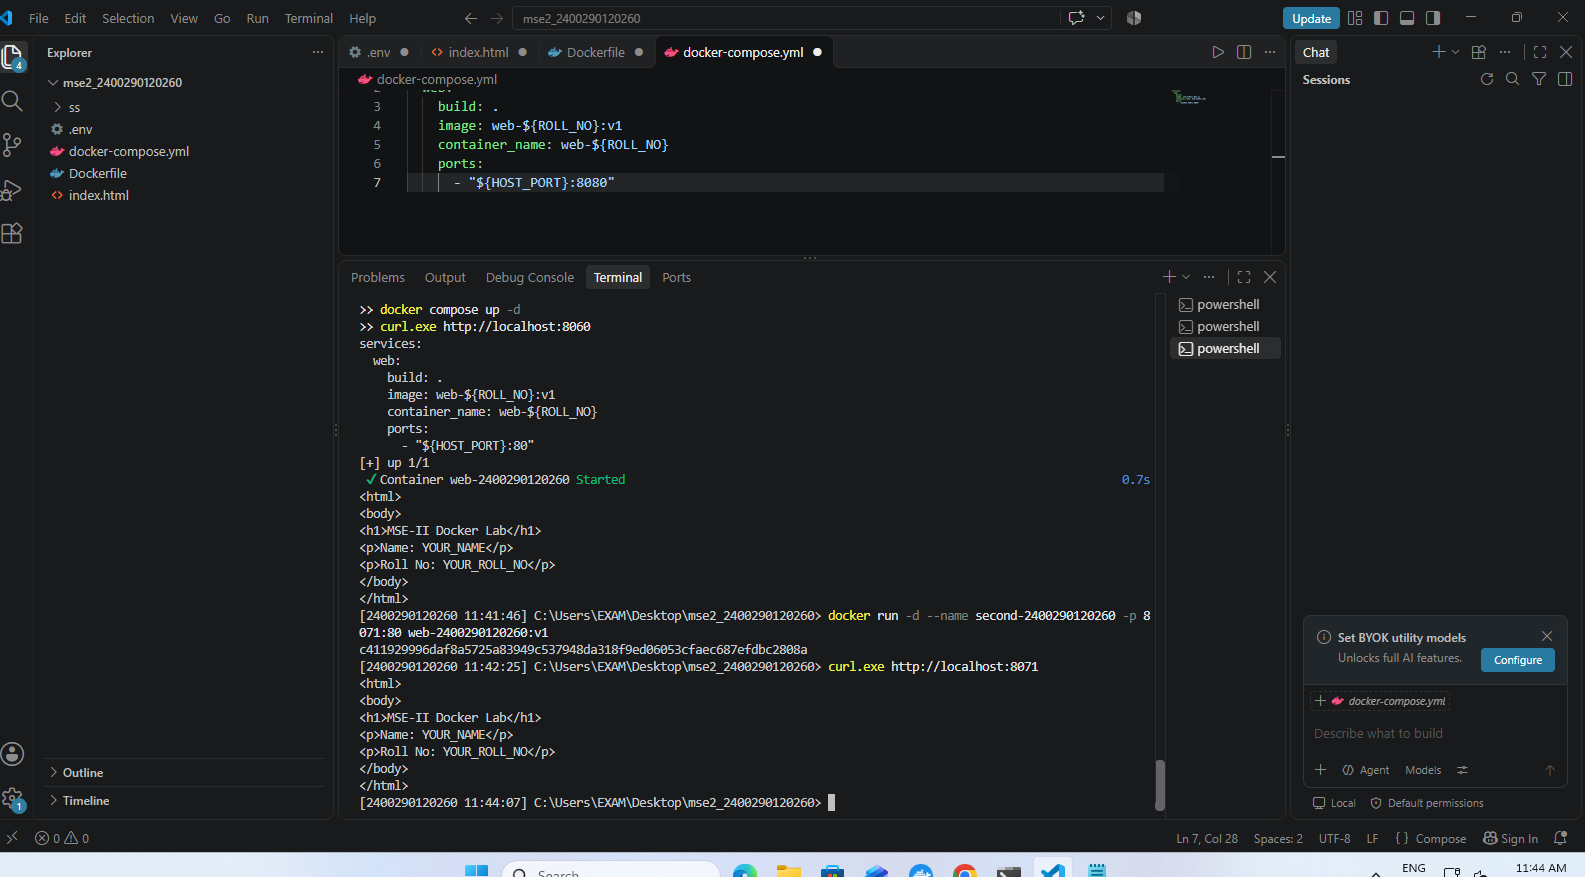 File Edit Selection View Go Run Terminal Help
mse2_2400290120260
Update
Explorer
mse2_2400290120260
ss
.env
docker-compose.yml
Dockerfile
index.html
Outline
Timeline
4
1
.env
index.html
Dockerfile
docker-compose.yml
docker-compose.yml
2 web:
3 build: .
4 image: web-${ROLL_NO}:v1
5 container_name: web-${ROLL_NO}
6 ports:
7 - "${HOST_PORT}:8080"
Problems Output Debug Console Terminal Ports
>> docker compose up -d
>> curl.exe http://localhost:8060
services:
web:
build: .
image: web-${ROLL_NO}:v1
container_name: web-${ROLL_NO}
ports:
- "${HOST_PORT}:80"
[+] up 1/1
✓ Container web-2400290120260 Started 0.7s
<html>
<body>
<h1>MSE-II Docker Lab</h1>
<p>Name: YOUR_NAME</p>
<p>Roll No: YOUR_ROLL_NO</p>
</body>
</html>
[2400290120260 11:41:46] C:\Users\EXAM\Desktop\mse2_2400290120260> docker run -d --name second-2400290120260 -p 8
071:80 web-2400290120260:v1
c411929996daf8a5725a83949c537948da318f9ed06053cfaec687efdbc2808a
[2400290120260 11:42:25] C:\Users\EXAM\Desktop\mse2_2400290120260> curl.exe http://localhost:8071
<html>
<body>
<h1>MSE-II Docker Lab</h1>
<p>Name: YOUR_NAME</p>
<p>Roll No: YOUR_ROLL_NO</p>
</body>
</html>
[2400290120260 11:44:07] C:\Users\EXAM\Desktop\mse2_2400290120260>
powershell
powershell
powershell
Chat
Sessions
Set BYOK utility models
Unlocks full AI features.
Configure
docker-compose.yml
Describe what to build
Agent Models
Local Default permissions
0 0
Ln 7, Col 28 Spaces: 2 UTF-8 LF { } Compose Sign In
Search
ENG
11:44 AM